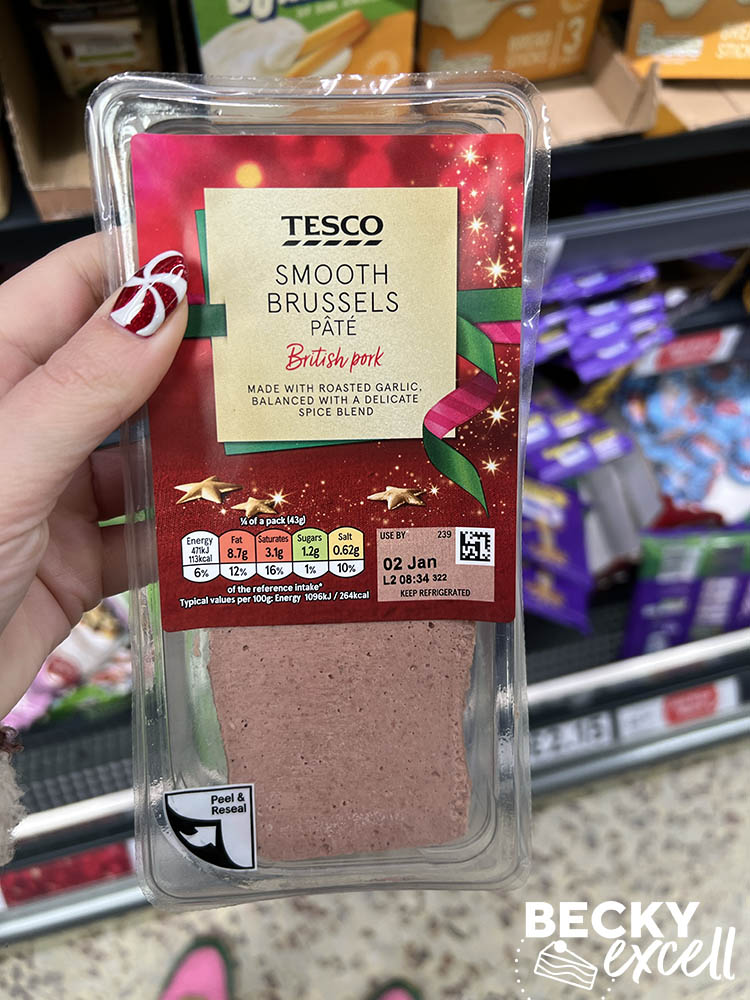 TESCO
SMOOTH
BRUSSELS
PÂTÉ
British pork
MADE WITH ROASTED GARLIC,
BALANCED WITH A DELICATE
SPICE BLEND
¼ of a pack (43g)
Energy Fat Saturates Sugars Salt
471kJ
113kcal 8.7g 3.1g 1.2g 0.62g
6% 12% 16% 1% 10%
of the reference intake*
Typical values per 100g: Energy 1096kJ / 264kcal
USE BY 239
02 Jan
L2 08:34 322
KEEP REFRIGERATED
Peel &
Reseal
BECKY
excell